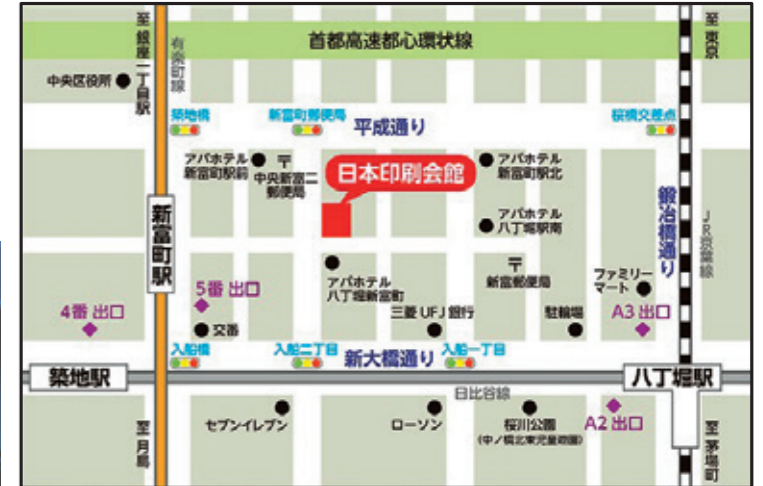 至 銀座一丁目駅
有楽町線
首都高速都心環状線
至 東京
中央区役所
築地橋
新富町郵便局
平成通り
桜橋交差点
アパホテル
新富町駅前
中央新富二
郵便局
日本印刷会館
アパホテル
新富町駅北
アパホテル
八丁堀駅南
鍛冶橋通り
JR京葉線
新富町駅
アパホテル
八丁堀新富町
新富郵便局
ファミリー
マート
5番 出口
4番 出口
三菱 UFJ 銀行
駐輪場
A3 出口
交番
入船橋
入船二丁目
新大橋通り
入船一丁目
築地駅
八丁堀駅
日比谷線
至 月島
セブンイレブン
ローソン
桜川公園
(中ノ橋北東児童遊園)
A2 出口
至 茅場町